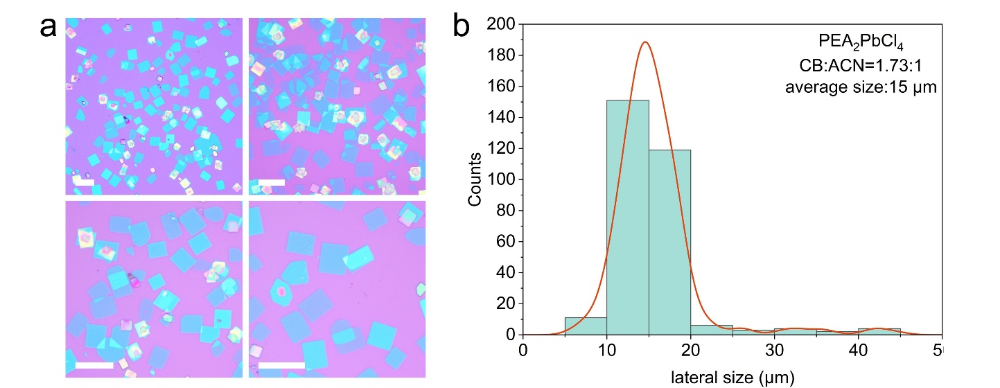 a
b
200
180
160
140
120
100
80
60
40
20
0
Counts
PEA₂PbCl₄
CB:ACN=1.73:1
average size:15 μm
0 10 20 30 40 5
lateral size (μm)